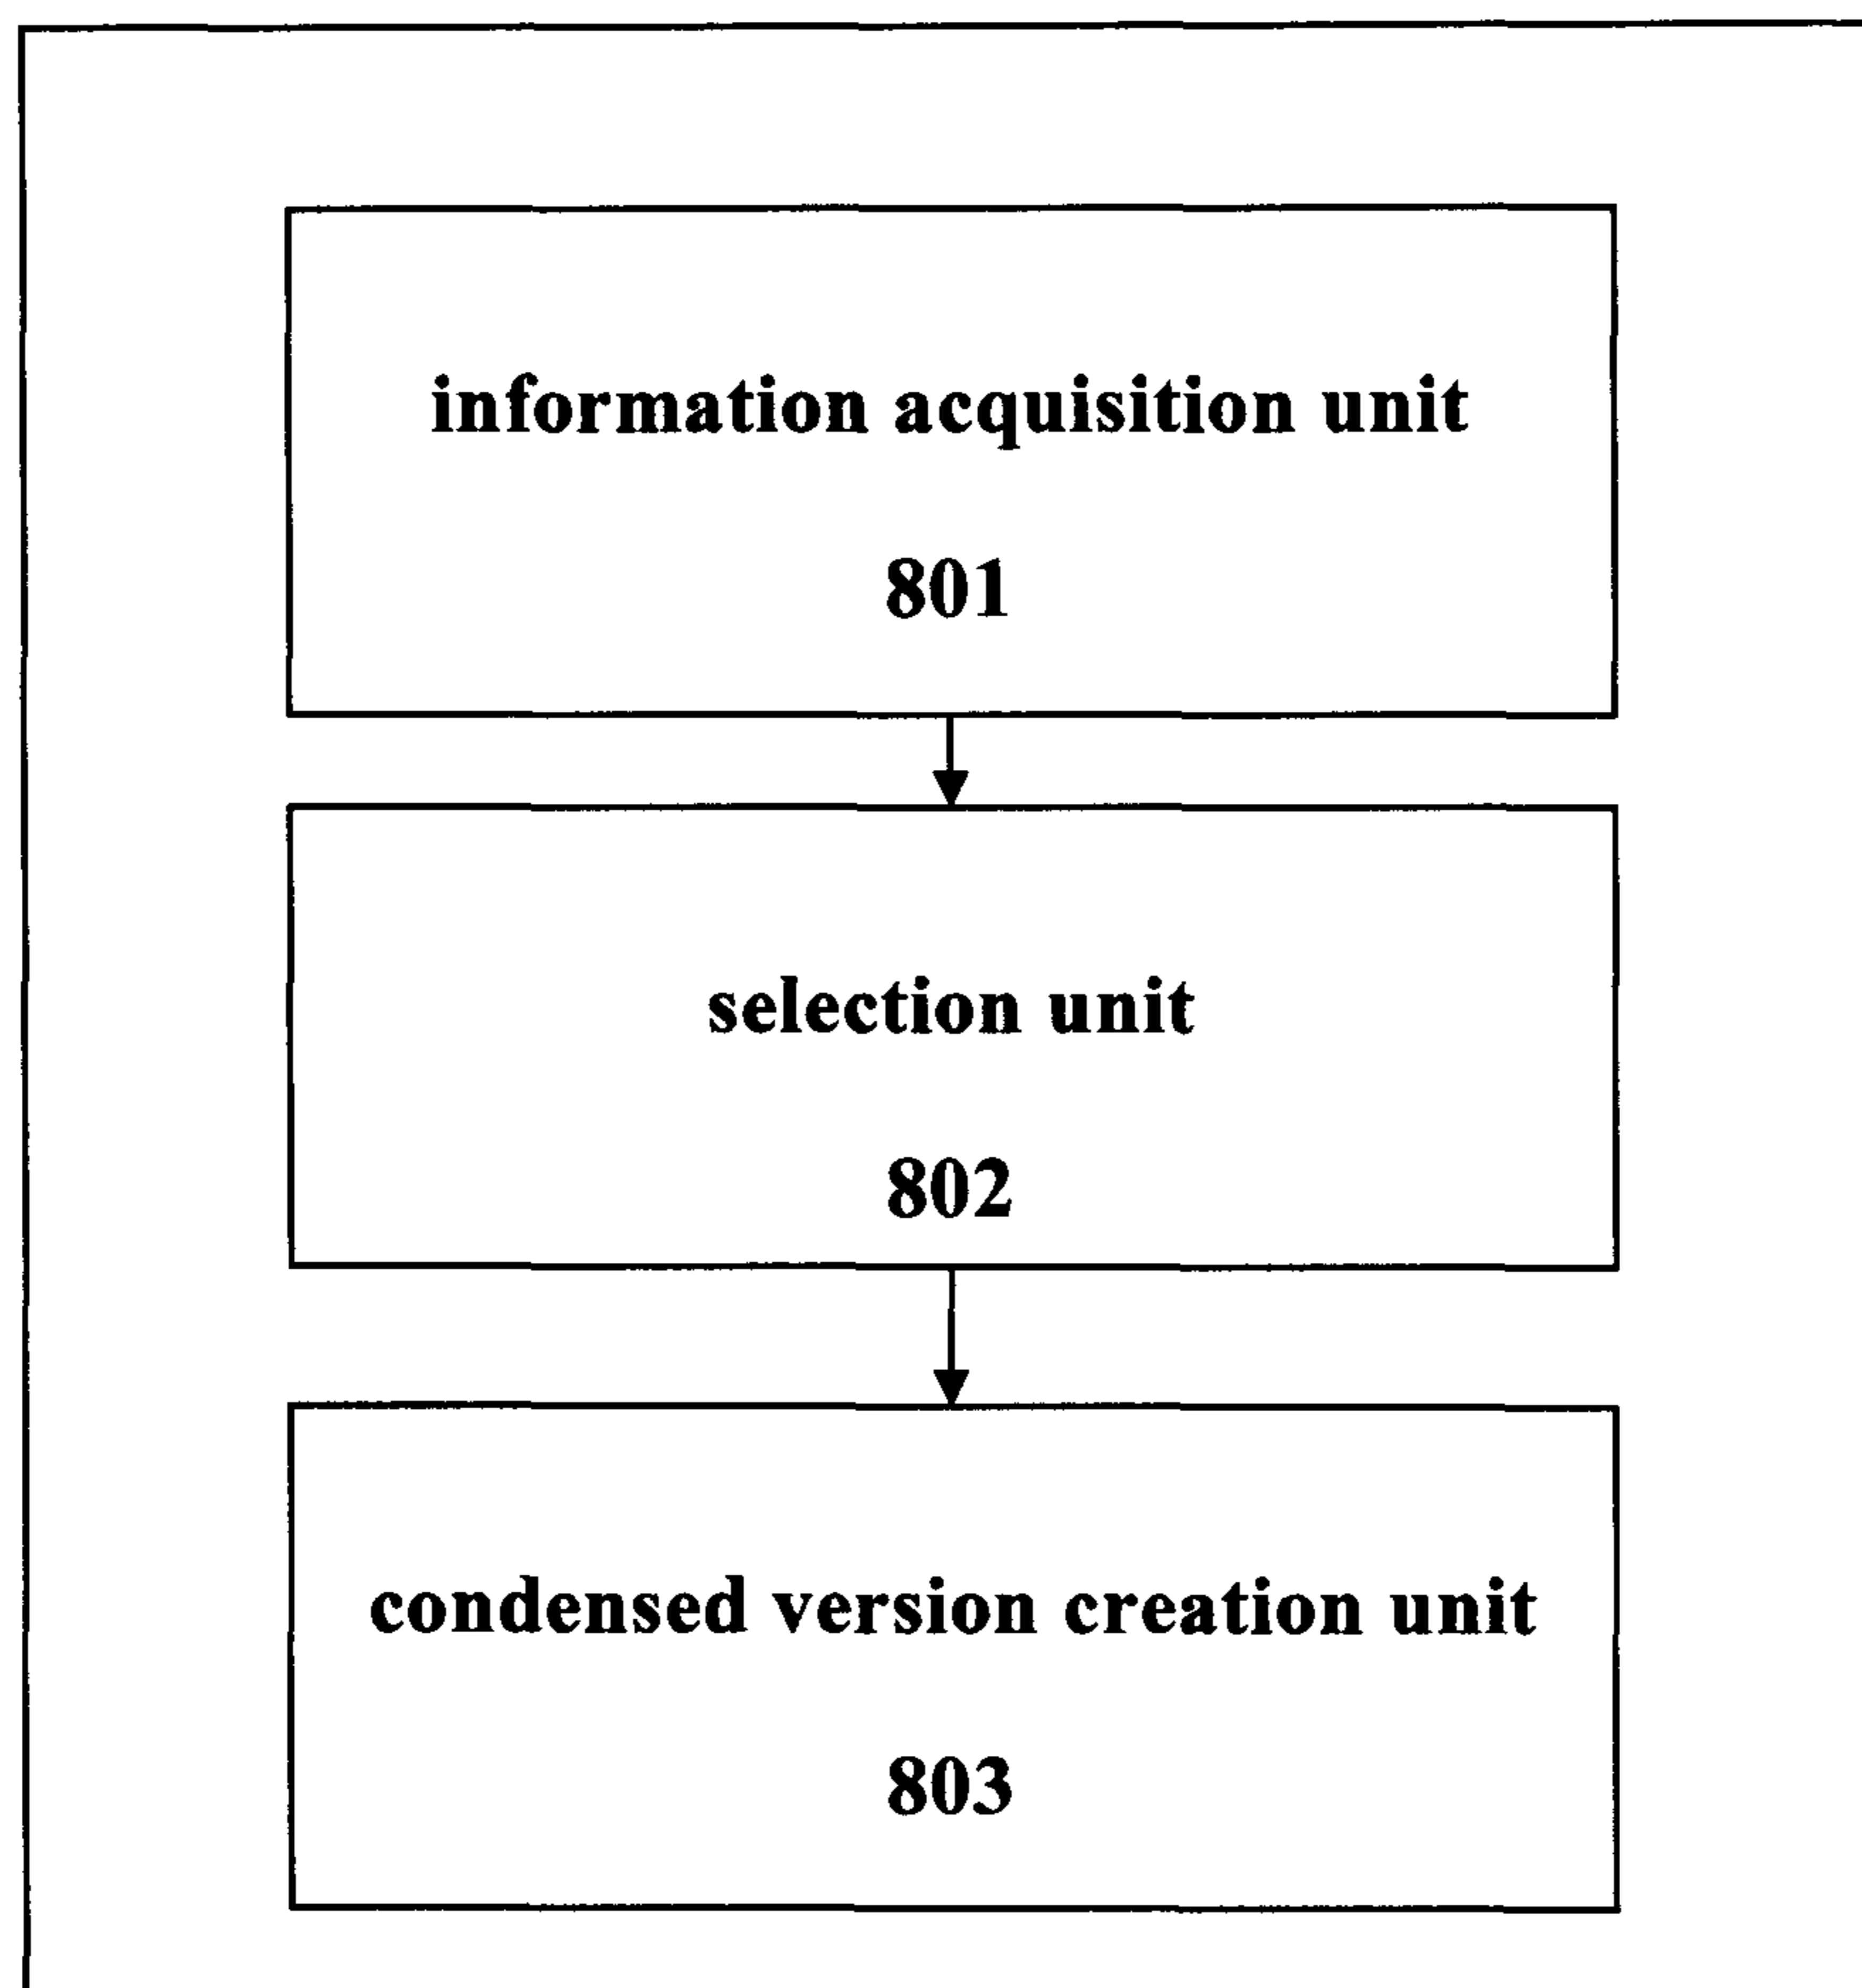 information acquisition unit
801
selection unit
802
condensed version creation unit
803